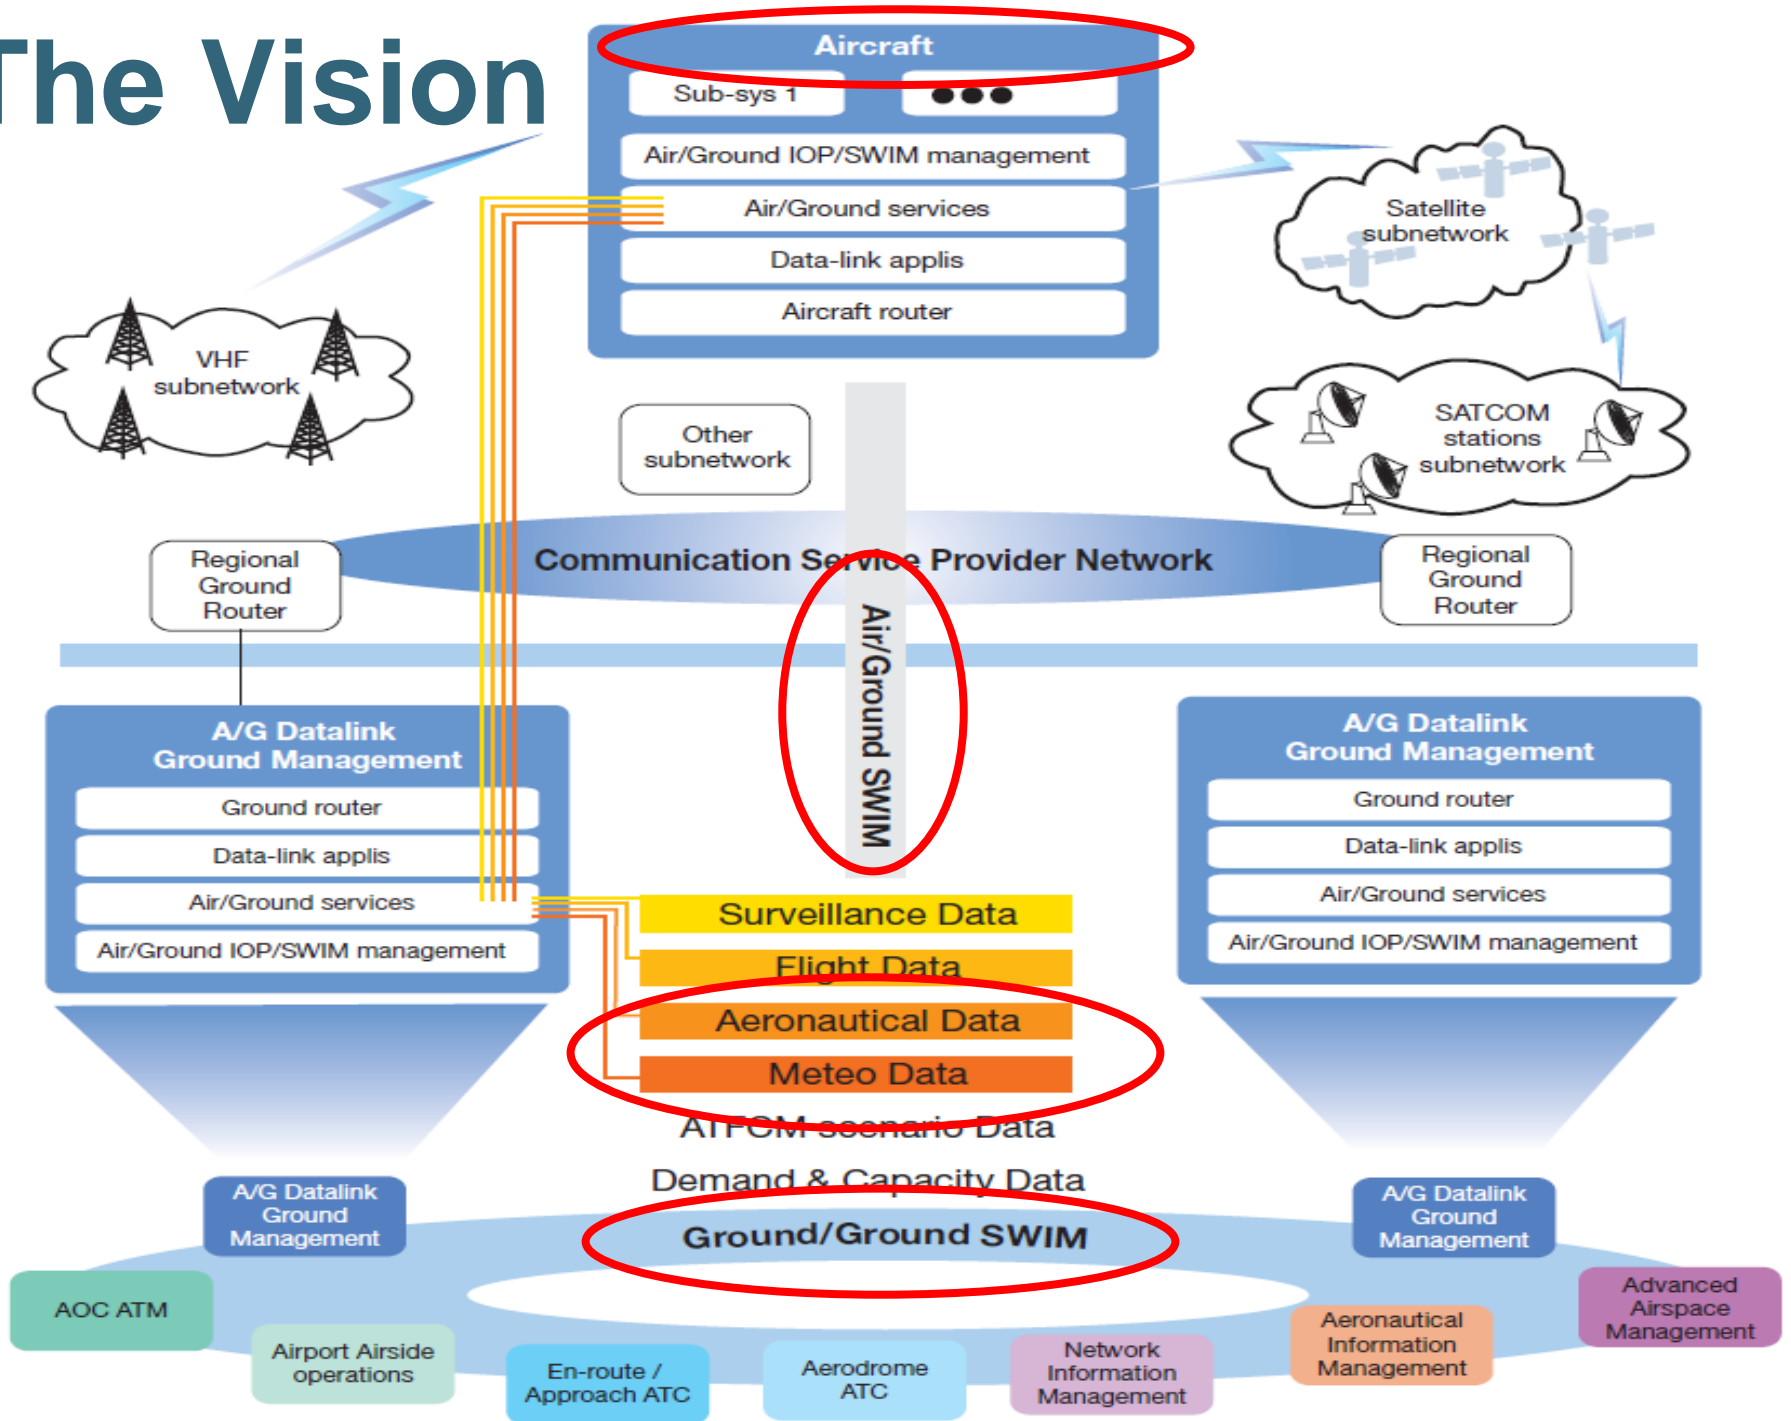 The Vision
Aircraft
Sub-sys 1
Air/Ground IOP/SWIM management
Air/Ground services
Data-link applis
Aircraft router
VHF
subnetwork
Satellite
subnetwork
Other
subnetwork
SATCOM
stations
subnetwork
Regional
Ground
Router
Communication Service Provider Network
Regional
Ground
Router
Air/Ground SWIM
A/G Datalink
Ground Management
Ground router
Data-link applis
Air/Ground services
Air/Ground IOP/SWIM management
A/G Datalink
Ground Management
Ground router
Data-link applis
Air/Ground services
Air/Ground IOP/SWIM management
Surveillance Data
Flight Data
Aeronautical Data
Meteo Data
ATFCM scenario Data
Demand & Capacity Data
A/G Datalink
Ground
Management
Ground/Ground SWIM
A/G Datalink
Ground
Management
AOC ATM
Airport Airside
operations
En-route /
Approach ATC
Aerodrome
ATC
Network
Information
Management
Aeronautical
Information
Management
Advanced
Airspace
Management